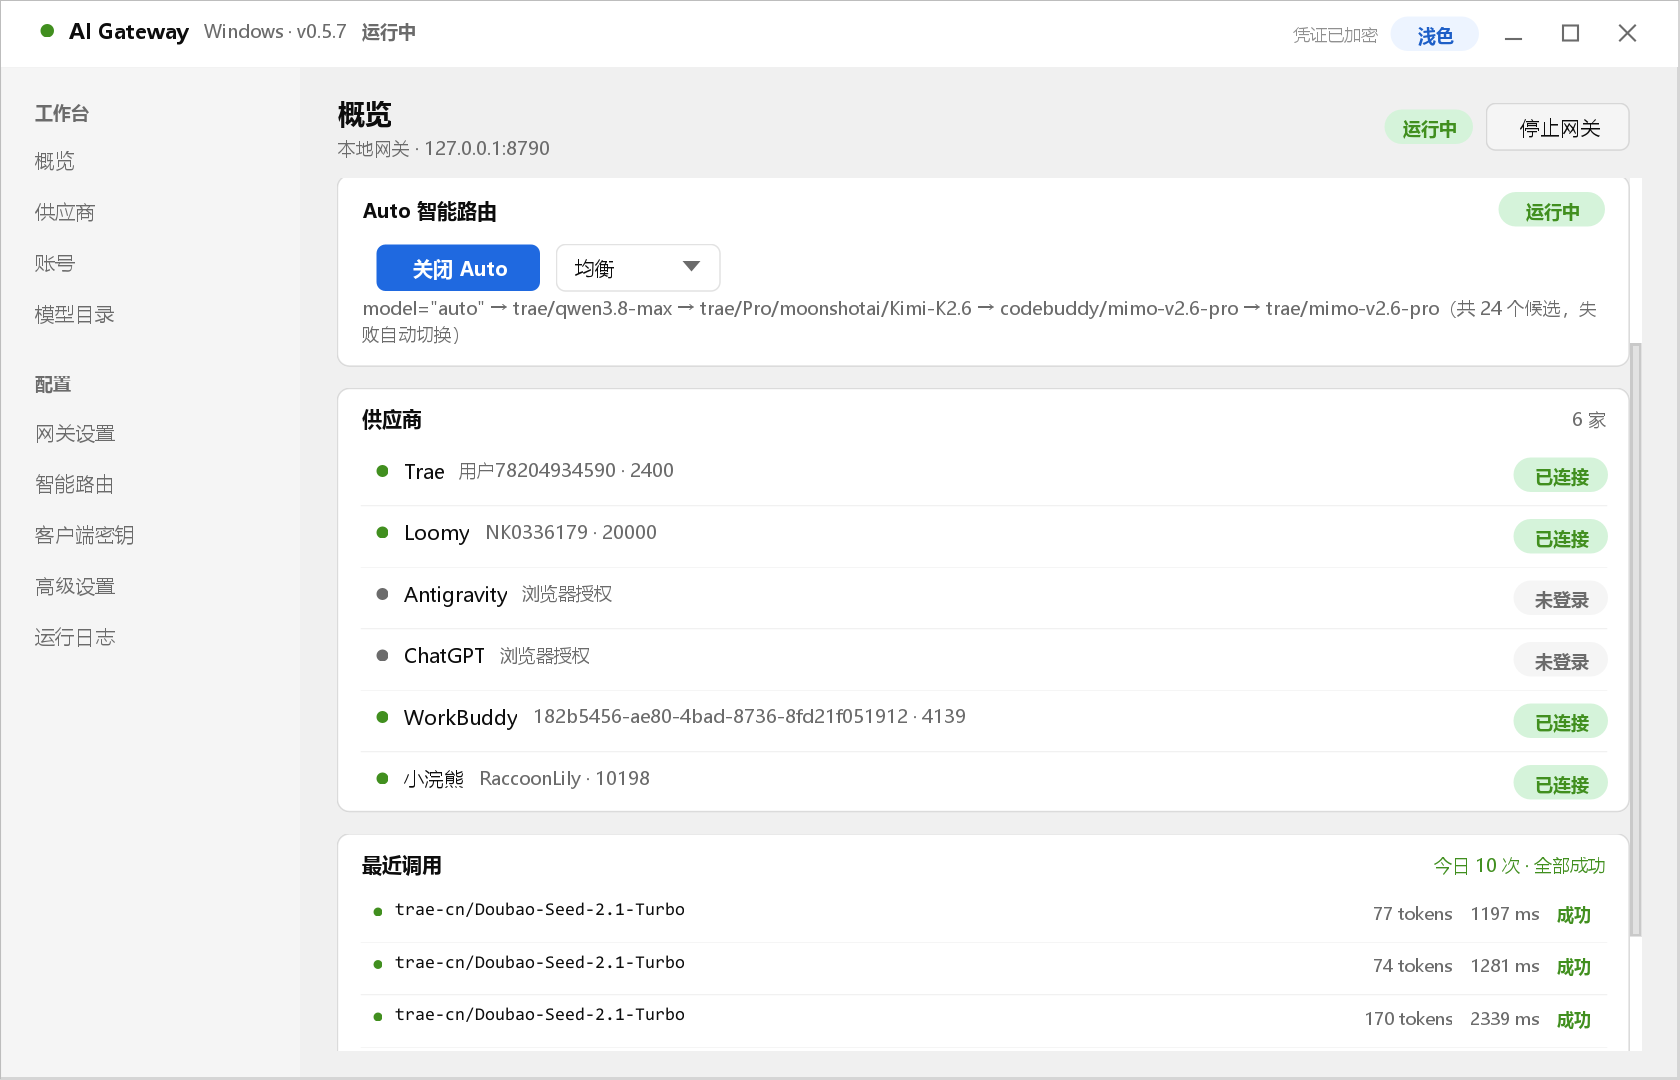 AI Gateway Windows · v0.5.7 运行中
凭证已加密 浅色
工作台
概览
供应商
账号
模型目录
配置
网关设置
智能路由
客户端密钥
高级设置
运行日志
概览
本地网关 · 127.0.0.1:8790
运行中 停止网关
Auto 智能路由 运行中
关闭 Auto 均衡
model="auto" → trae/qwen3.8-max → trae/Pro/moonshotai/Kimi-K2.6 → codebuddy/mimo-v2.6-pro → trae/mimo-v2.6-pro（共 24 个候选，失
败自动切换）
供应商 6 家
Trae 用户78204934590 · 2400 已连接
Loomy NK0336179 · 20000 已连接
Antigravity 浏览器授权 未登录
ChatGPT 浏览器授权 未登录
WorkBuddy 182b5456-ae80-4bad-8736-8fd21f051912 · 4139 已连接
小浣熊 RaccoonLily · 10198 已连接
最近调用 今日 10 次 · 全部成功
trae-cn/Doubao-Seed-2.1-Turbo 77 tokens 1197 ms 成功
trae-cn/Doubao-Seed-2.1-Turbo 74 tokens 1281 ms 成功
trae-cn/Doubao-Seed-2.1-Turbo 170 tokens 2339 ms 成功